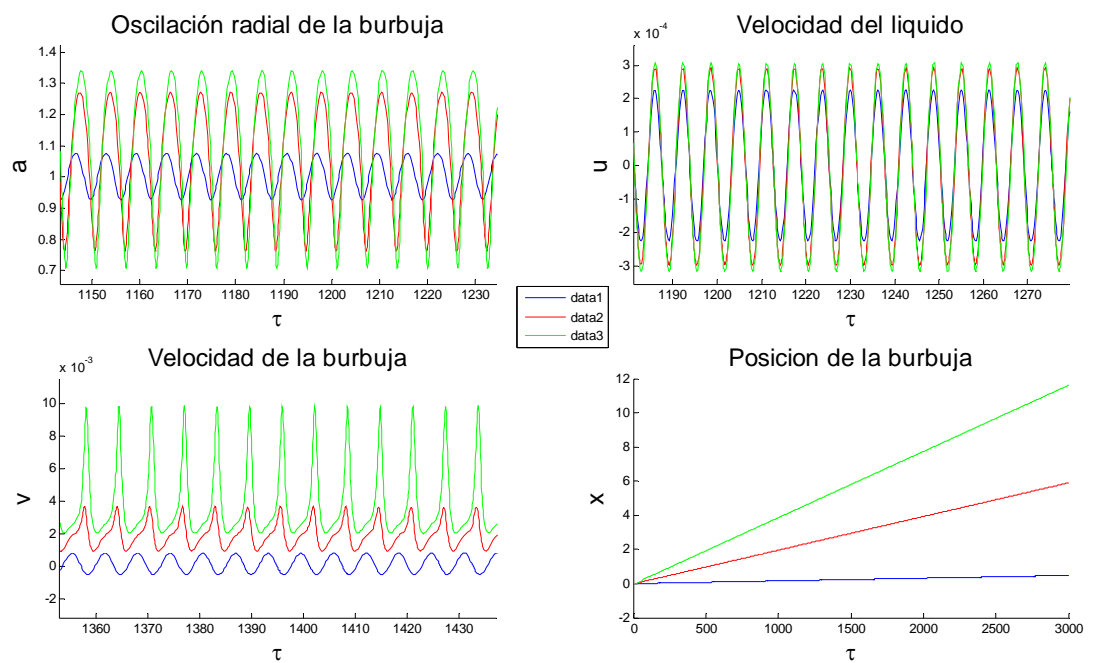 Oscilación radial de la burbuja
1.4
1.3
1.2
1.1
1
0.9
0.8
0.7
a
1150 1160 1170 1180 1190 1200 1210 1220 1230
τ
Velocidad del liquido
x 10⁻⁴
3
2
1
0
-1
-2
-3
u
1190 1200 1210 1220 1230 1240 1250 1260 1270
τ
data1
data2
data3
Velocidad de la burbuja
x 10⁻³
10
8
6
4
2
0
-2
v
1360 1370 1380 1390 1400 1410 1420 1430
τ
Posicion de la burbuja
12
10
8
6
4
2
0
-2
x
0 500 1000 1500 2000 2500 3000
τ